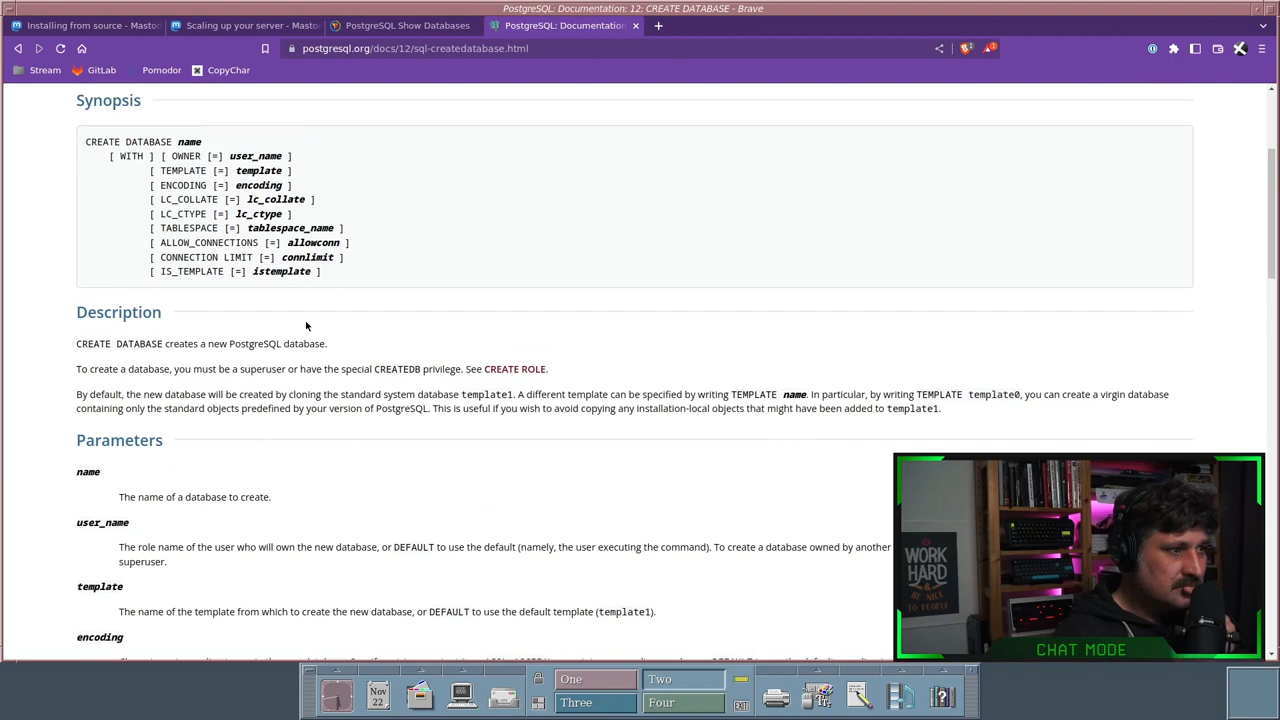 PostgreSQL: Documentation: 12: CREATE DATABASE - Brave
Installing from source - Mastod
Scaling up your server - Masto
PostgreSQL Show Databases
PostgreSQL: Documentation:
postgresql.org/docs/12/sql-createdatabase.html
Stream
GitLab
Pomodor
CopyChar
Synopsis
CREATE DATABASE name
[ WITH ] [ OWNER [=] user_name ]
[ TEMPLATE [=] template ]
[ ENCODING [=] encoding ]
[ LC_COLLATE [=] lc_collate ]
[ LC_CTYPE [=] lc_ctype ]
[ TABLESPACE [=] tablespace_name ]
[ ALLOW_CONNECTIONS [=] allowconn ]
[ CONNECTION LIMIT [=] connlimit ]
[ IS_TEMPLATE [=] istemplate ]
Description
CREATE DATABASE creates a new PostgreSQL database.
To create a database, you must be a superuser or have the special CREATEDB privilege. See CREATE ROLE.
By default, the new database will be created by cloning the standard system database template1. A different template can be specified by writing TEMPLATE name. In particular, by writing TEMPLATE template0, you can create a virgin database
containing only the standard objects predefined by your version of PostgreSQL. This is useful if you wish to avoid copying any installation-local objects that might have been added to template1.
Parameters
name
The name of a database to create.
user_name
The role name of the user who will own the new database, or DEFAULT to use the default (namely, the user executing the command). To create a database owned by another
superuser.
template
The name of the template from which to create the new database, or DEFAULT to use the default template (template1).
encoding
WORK
HARD
& BE NICE
TO PEOPLE
CHAT MODE
Nov
22
One
Two
Three
Four
EXIT